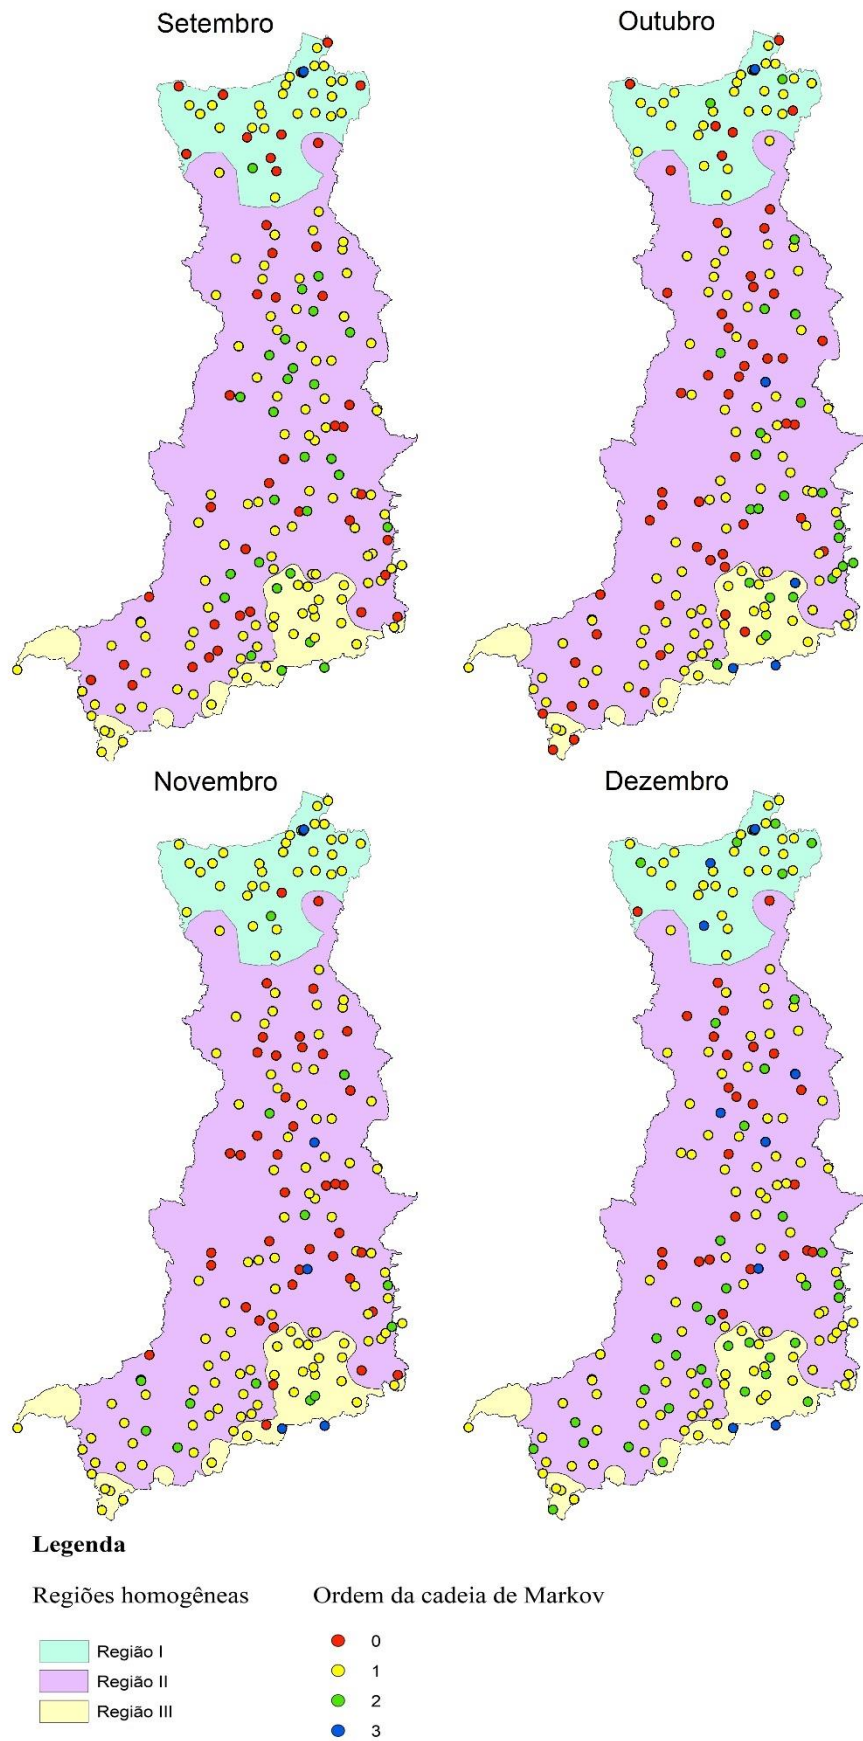 Setembro
Outubro
Novembro
Dezembro
Legenda
Regiões homogêneas
Ordem da cadeia de Markov
Região I
Região II
Região III
0
1
2
3